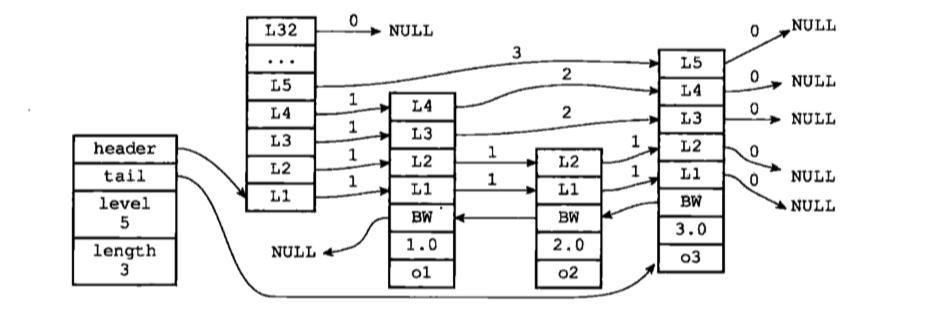 L32
...
L5
L4
L3
L2
L1
0
NULL
3
1
1
1
1
header
tail
level
5
length
3
L4
L3
L2
L1
BW
1.0
o1
NULL
2
2
1
1
L2
L1
BW
2.0
o2
1
1
L5
L4
L3
L2
L1
BW
3.0
o3
0
NULL
0
NULL
0
NULL
0
NULL
0
NULL